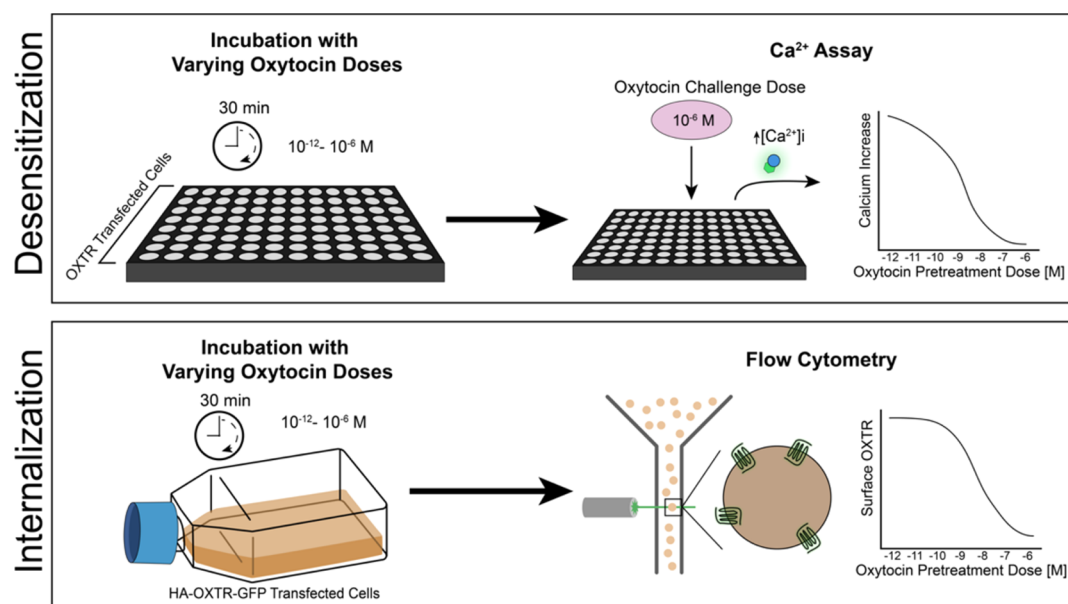 Desensitization
Incubation with
Varying Oxytocin Doses
30 min
10⁻¹²- 10⁻⁶ M
OXTR Transfected Cells
Ca²⁺ Assay
Oxytocin Challenge Dose
10⁻⁶ M
↑[Ca²⁺]i
Calcium Increase
-12 -11 -10 -9 -8 -7 -6
Oxytocin Pretreatment Dose [M]
Internalization
Incubation with
Varying Oxytocin Doses
30 min
10⁻¹²- 10⁻⁶ M
HA-OXTR-GFP Transfected Cells
Flow Cytometry
Surface OXTR
-12 -11 -10 -9 -8 -7 -6
Oxytocin Pretreatment Dose [M]